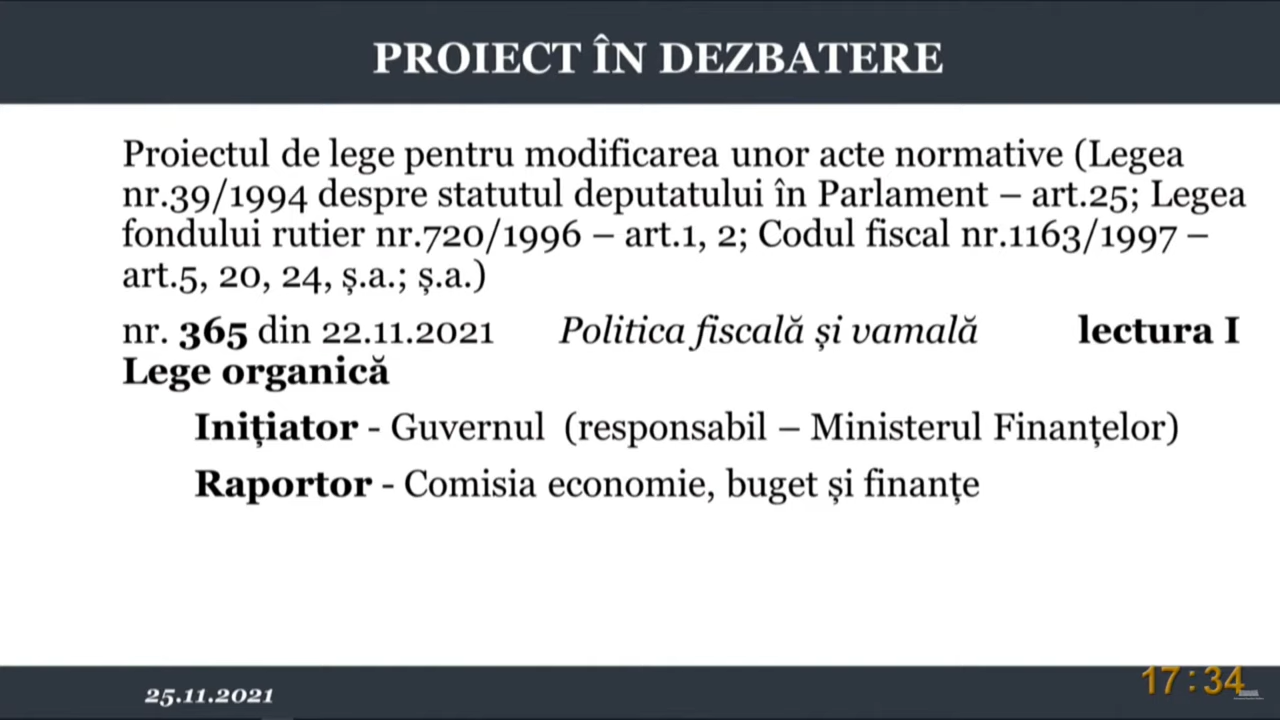 PROIECT ÎN DEZBATERE
Proiectul de lege pentru modificarea unor acte normative (Legea
nr.39/1994 despre statutul deputatului în Parlament – art.25; Legea
fondului rutier nr.720/1996 – art.1, 2; Codul fiscal nr.1163/1997 –
art.5, 20, 24, ș.a.; ș.a.)
nr. 365 din 22.11.2021 Politica fiscală și vamală lectura I
Lege organică
Inițiator - Guvernul (responsabil – Ministerul Finanțelor)
Raportor - Comisia economie, buget și finanțe
25.11.2021
17:34